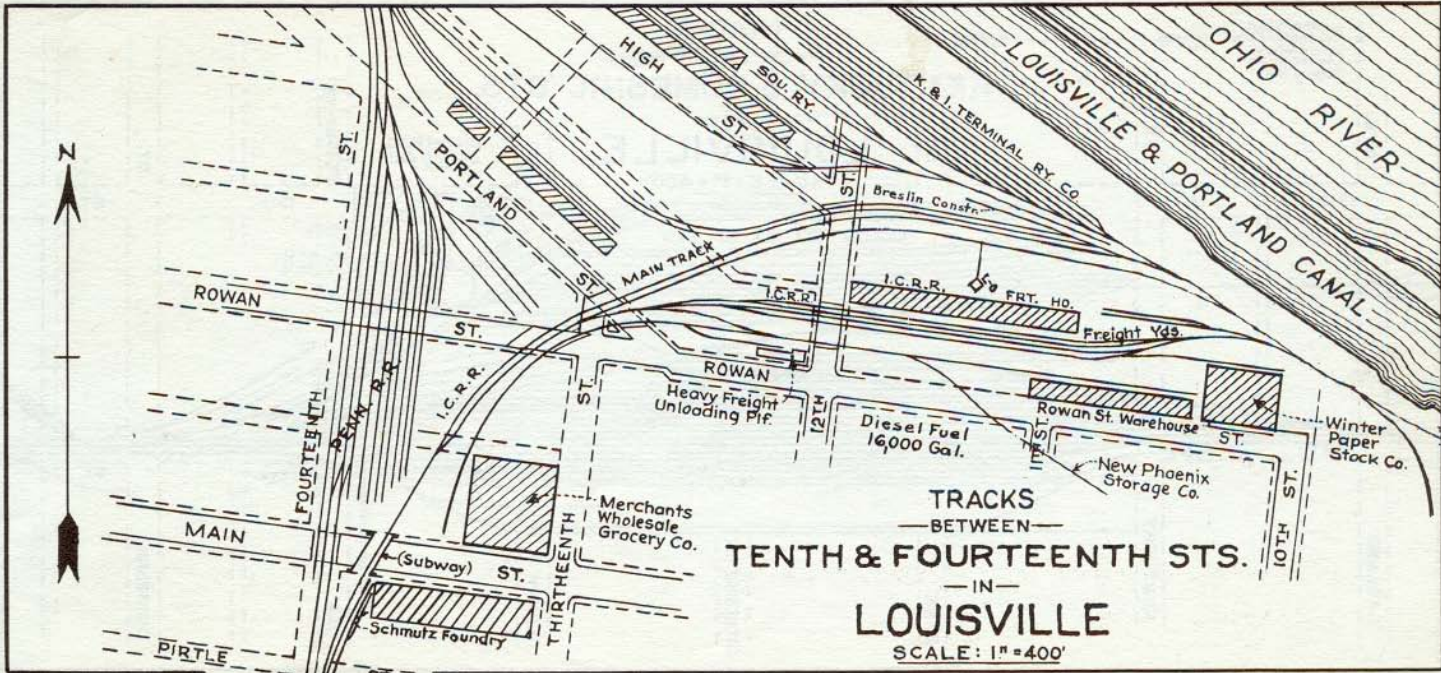 OHIO RIVER
LOUISVILLE & PORTLAND CANAL
K. & I. TERMINAL RY. CO.
SOU. RY.
HIGH ST.
ST.
Breslin Constr.
N
ST.
PORTLAND ST.
MAIN TRACK
I.C.R.R.
I.C.R.R. FRT. HO.
Freight Yds.
ROWAN ST.
PENN. R.R.
FOURTEENTH
I.C.R.R.
ST.
ROWAN
Heavy Freight
Unloading Plf.
12TH
Diesel Fuel
16,000 Gal.
Rowan St. Warehouse
ST.
ST.
Winter
Paper
Stock Co.
New Phoenix
Storage Co.
10TH ST.
Merchants
Wholesale
Grocery Co.
MAIN ST.
(Subway)
THIRTHEENTH
Schmutz Foundry
PIRTLE
ST.
TRACKS
—BETWEEN—
TENTH & FOURTEENTH STS.
—IN—
LOUISVILLE
SCALE: 1"=400'